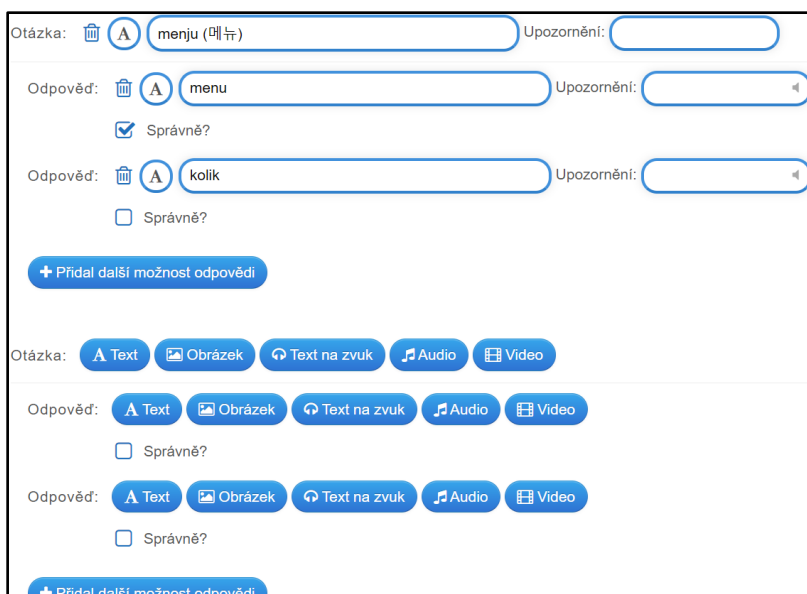 Otázka: A menju (메뉴) Upozornění:
Odpověď: A menu Upozornění:
Správně?
Odpověď: A kolik Upozornění:
Správně?
Přidal další možnost odpovědi
Otázka: A Text Obrázek Text na zvuk Audio Video
Odpověď: A Text Obrázek Text na zvuk Audio Video
Správně?
Odpověď: A Text Obrázek Text na zvuk Audio Video
Správně?
Přidal další možnost odpovědi